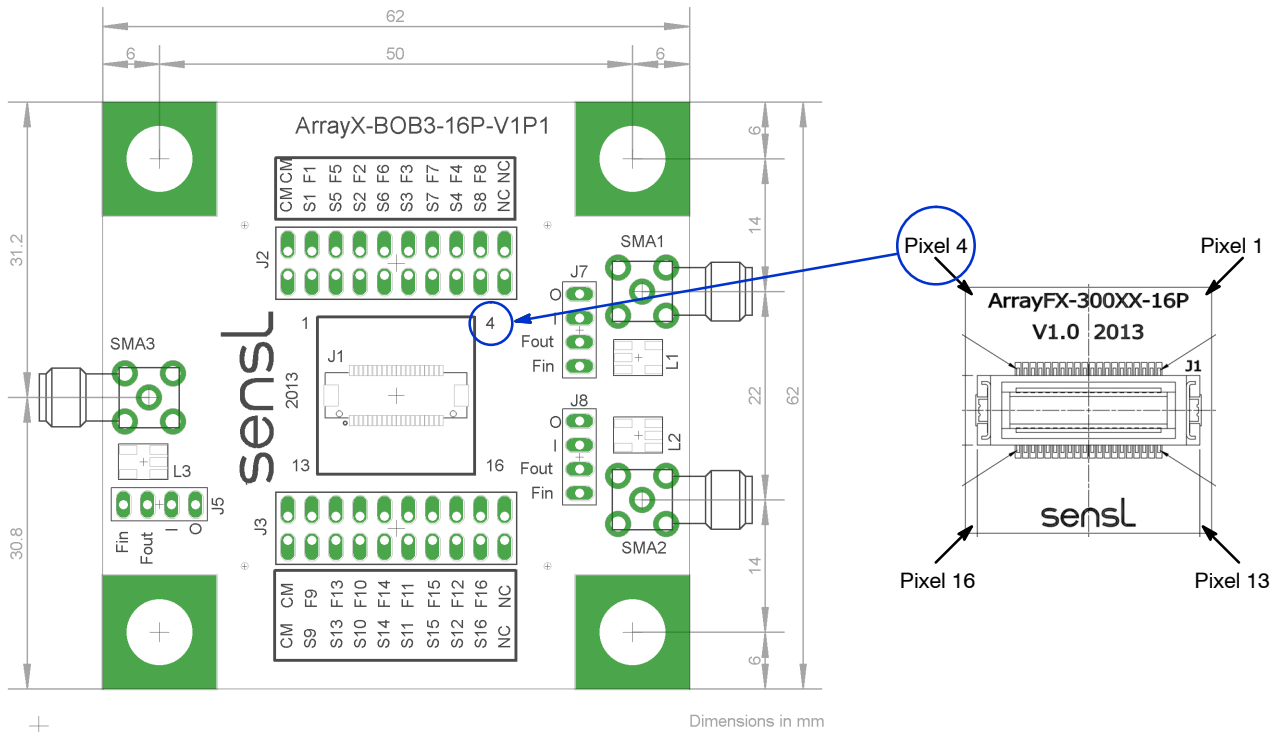 62
6
50
6
ArrayX-BOB3-16P-V1P1
CM CM
S1 F1
S5 F5
S2 F2
S6 F6
S3 F3
S7 F7
S4 F4
S8 F8
NC NC
6
14
22
14
6
62
31.2
30.8
J2
SMA1
J7
O
I
Fout
Fin
L1
1
4
J1
sensL
2013
13
16
SMA3
L3
J5
Fin
Fout
I
O
J8
O
I
Fout
Fin
L2
SMA2
J3
CM CM
S9 F9
S13 F13
S10 F10
S14 F14
S11 F11
S15 F15
S12 F12
S16 F16
NC NC
Dimensions in mm
Pixel 4
Pixel 1
ArrayFX-300XX-16P
V1.0 2013
J1
sensL
Pixel 16
Pixel 13